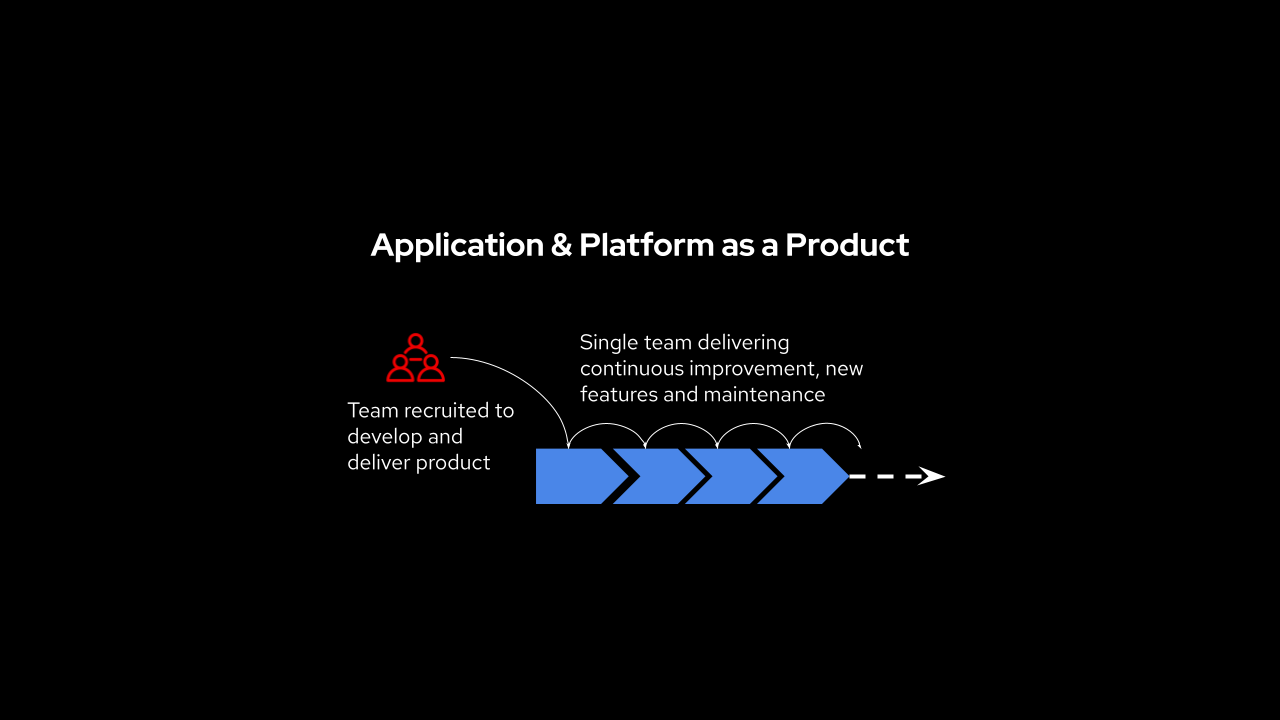 Application & Platform as a Product
Team recruited to
develop and
deliver product
Single team delivering
continuous improvement, new
features and maintenance